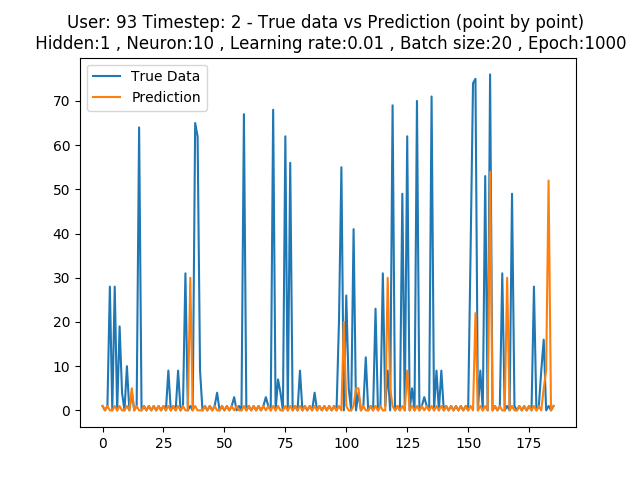 User: 93 Timestep: 2 - True data vs Prediction (point by point)
Hidden:1 , Neuron:10 , Learning rate:0.01 , Batch size:20 , Epoch:1000
True Data
Prediction
70
60
50
40
30
20
10
0
0 25 50 75 100 125 150 175